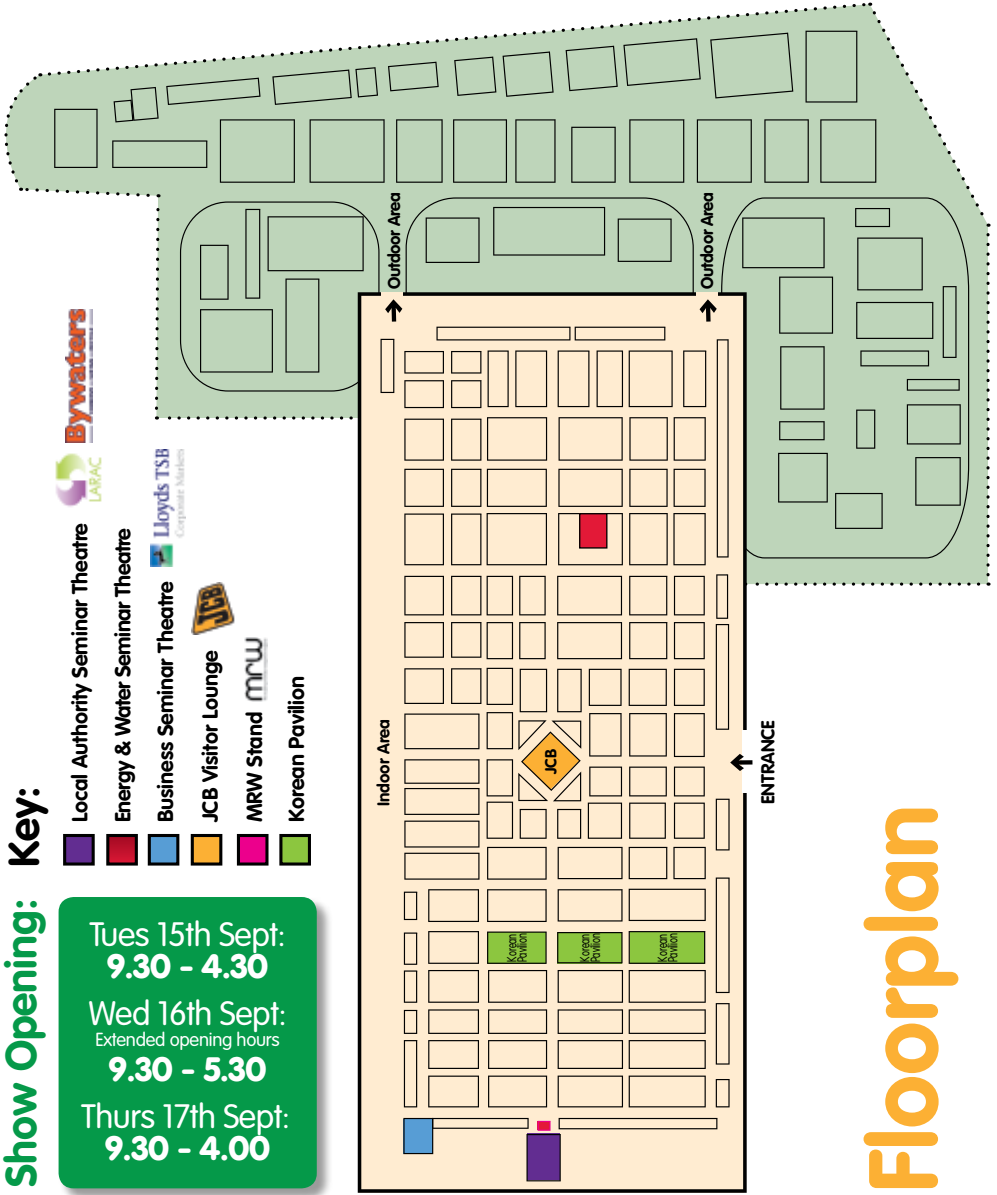 Show Opening:
Tues 15th Sept:
9.30 - 4.30
Wed 16th Sept:
Extended opening hours
9.30 - 5.30
Thurs 17th Sept:
9.30 - 4.00
Key:
Local Authority Seminar Theatre
LARAC
Bywaters
Energy & Water Seminar Theatre
Business Seminar Theatre
Lloyds TSB
Corporate Markets
JCB Visitor Lounge
JCB
MRW Stand
mrw
Korean Pavilion
Indoor Area
Outdoor Area
Outdoor Area
JCB
Korean
Pavilion
Korean
Pavilion
Korean
Pavilion
ENTRANCE
Floorplan